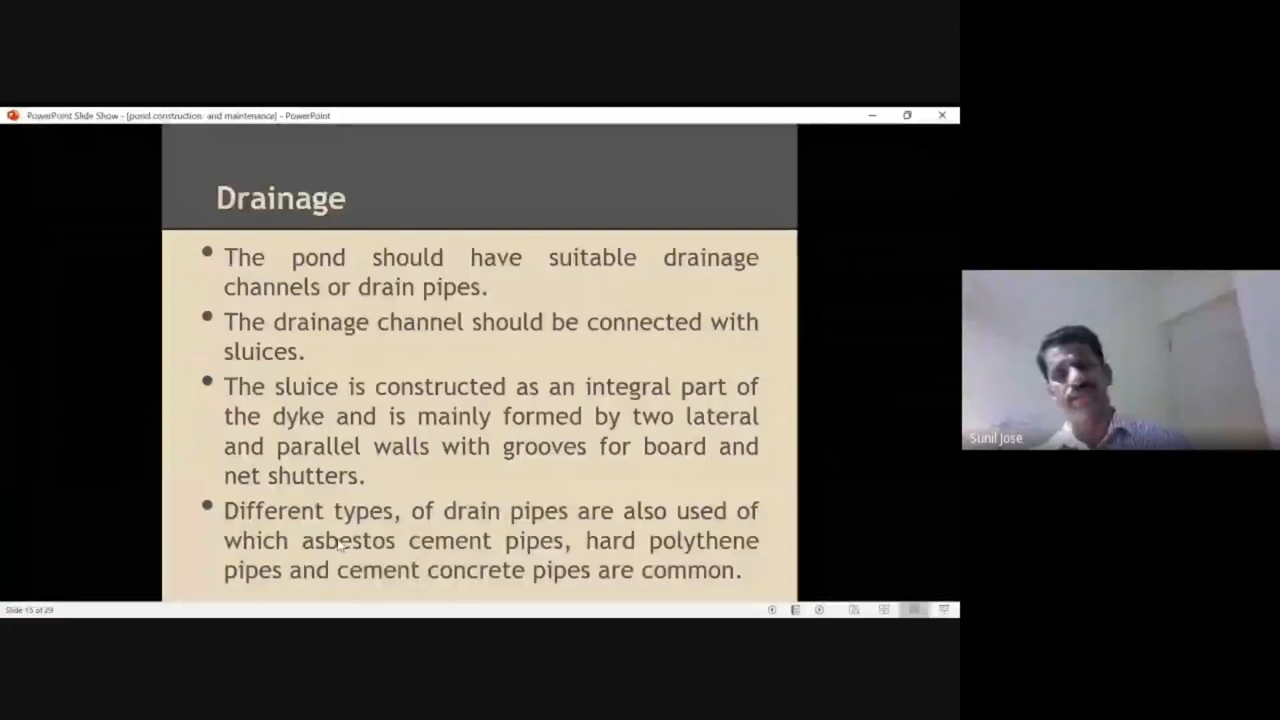 PowerPoint Slide Show - [pond construction and maintenance] - PowerPoint
Drainage
• The pond should have suitable drainage
channels or drain pipes.
• The drainage channel should be connected with
sluices.
• The sluice is constructed as an integral part of
the dyke and is mainly formed by two lateral
and parallel walls with grooves for board and
net shutters.
• Different types, of drain pipes are also used of
which asbestos cement pipes, hard polythene
pipes and cement concrete pipes are common.
Slide 15 of 29
Sunil Jose